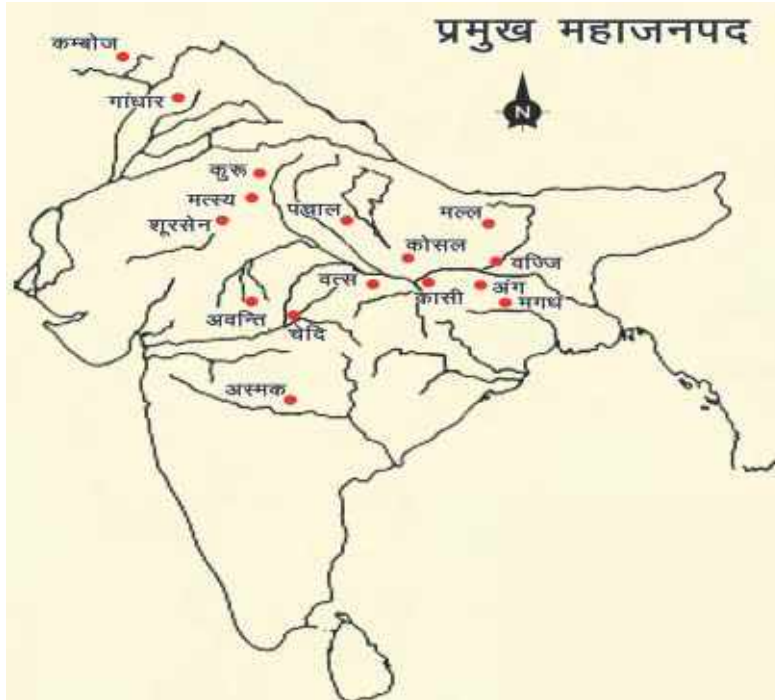 प्रमुख महाजनपद
कम्बोज
गांधार
N
कुरू
मत्स्य
शूरसेन
पञ्चाल
मल्ल
कोसल
वज्जि
वत्स
कासी
अंग
मगध
अवन्ति
चेदि
अस्मक